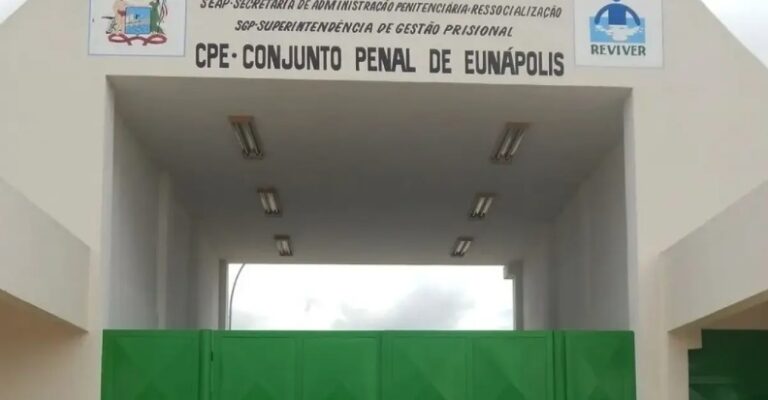 SEAP-SECRETARIA DE ADMINISTRAÇÃO PENITENCIÁRIA-RESSOCIALIZAÇÃO
SGP-SUPERINTENDÊNCIA DE GESTÃO PRISIONAL
CPE-CONJUNTO PENAL DE EUNÁPOLIS
REVIVER